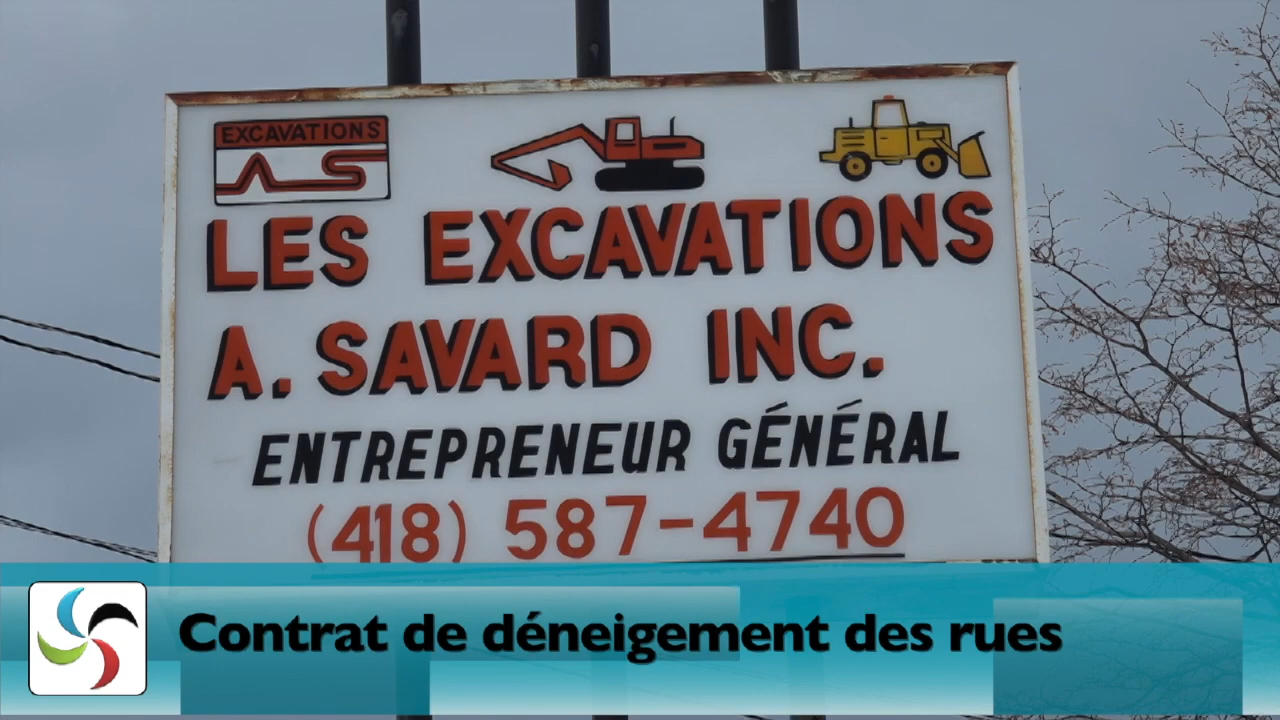 EXCAVATIONS
AS
LES EXCAVATIONS
A. SAVARD INC.
ENTREPRENEUR GÉNÉRAL
(418) 587-4740
Contrat de déneigement des rues